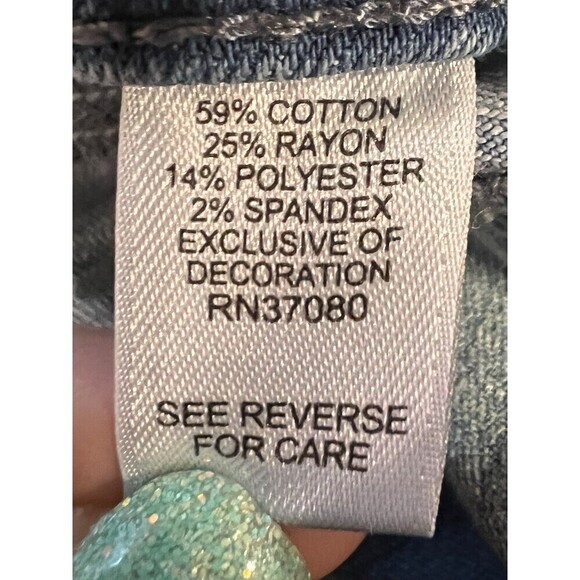 59% COTTON
25% RAYON
14% POLYESTER
2% SPANDEX
EXCLUSIVE OF
DECORATION
RN37080
SEE REVERSE
FOR CARE